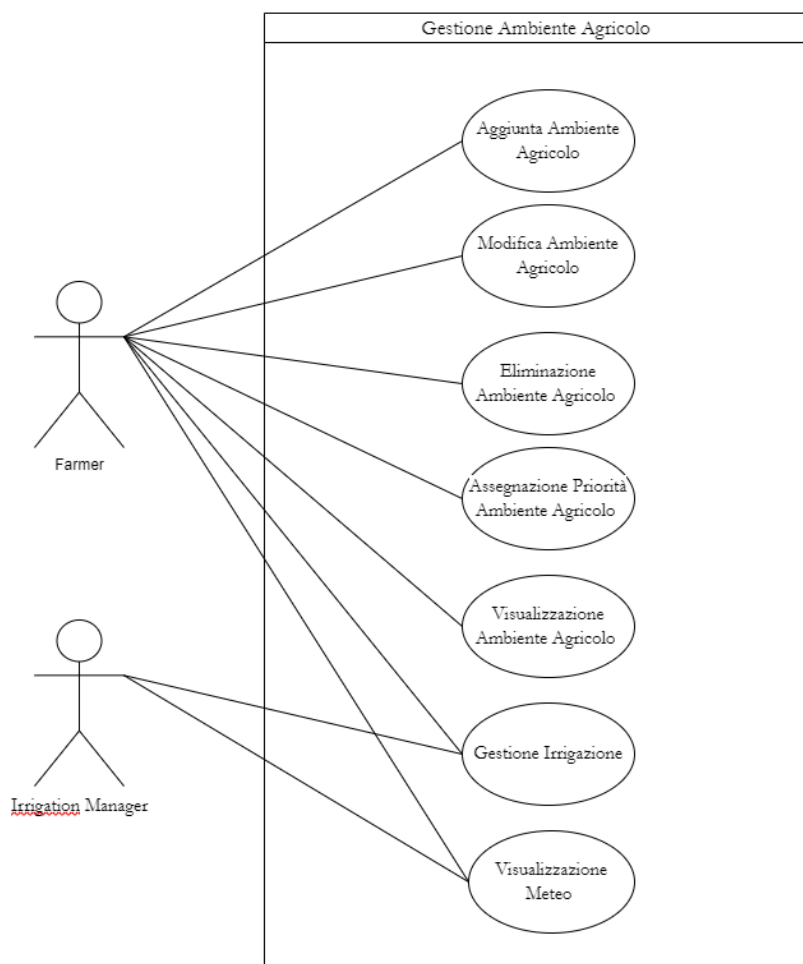 Gestione Ambiente Agricolo
Aggiunta Ambiente
Agricolo
Modifica Ambiente
Agricolo
Eliminazione
Ambiente Agricolo
Farmer
Assegnazione Priorità
Ambiente Agricolo
Visualizzazione
Ambiente Agricolo
Gestione Irrigazione
Irrigation Manager
Visualizzazione
Meteo